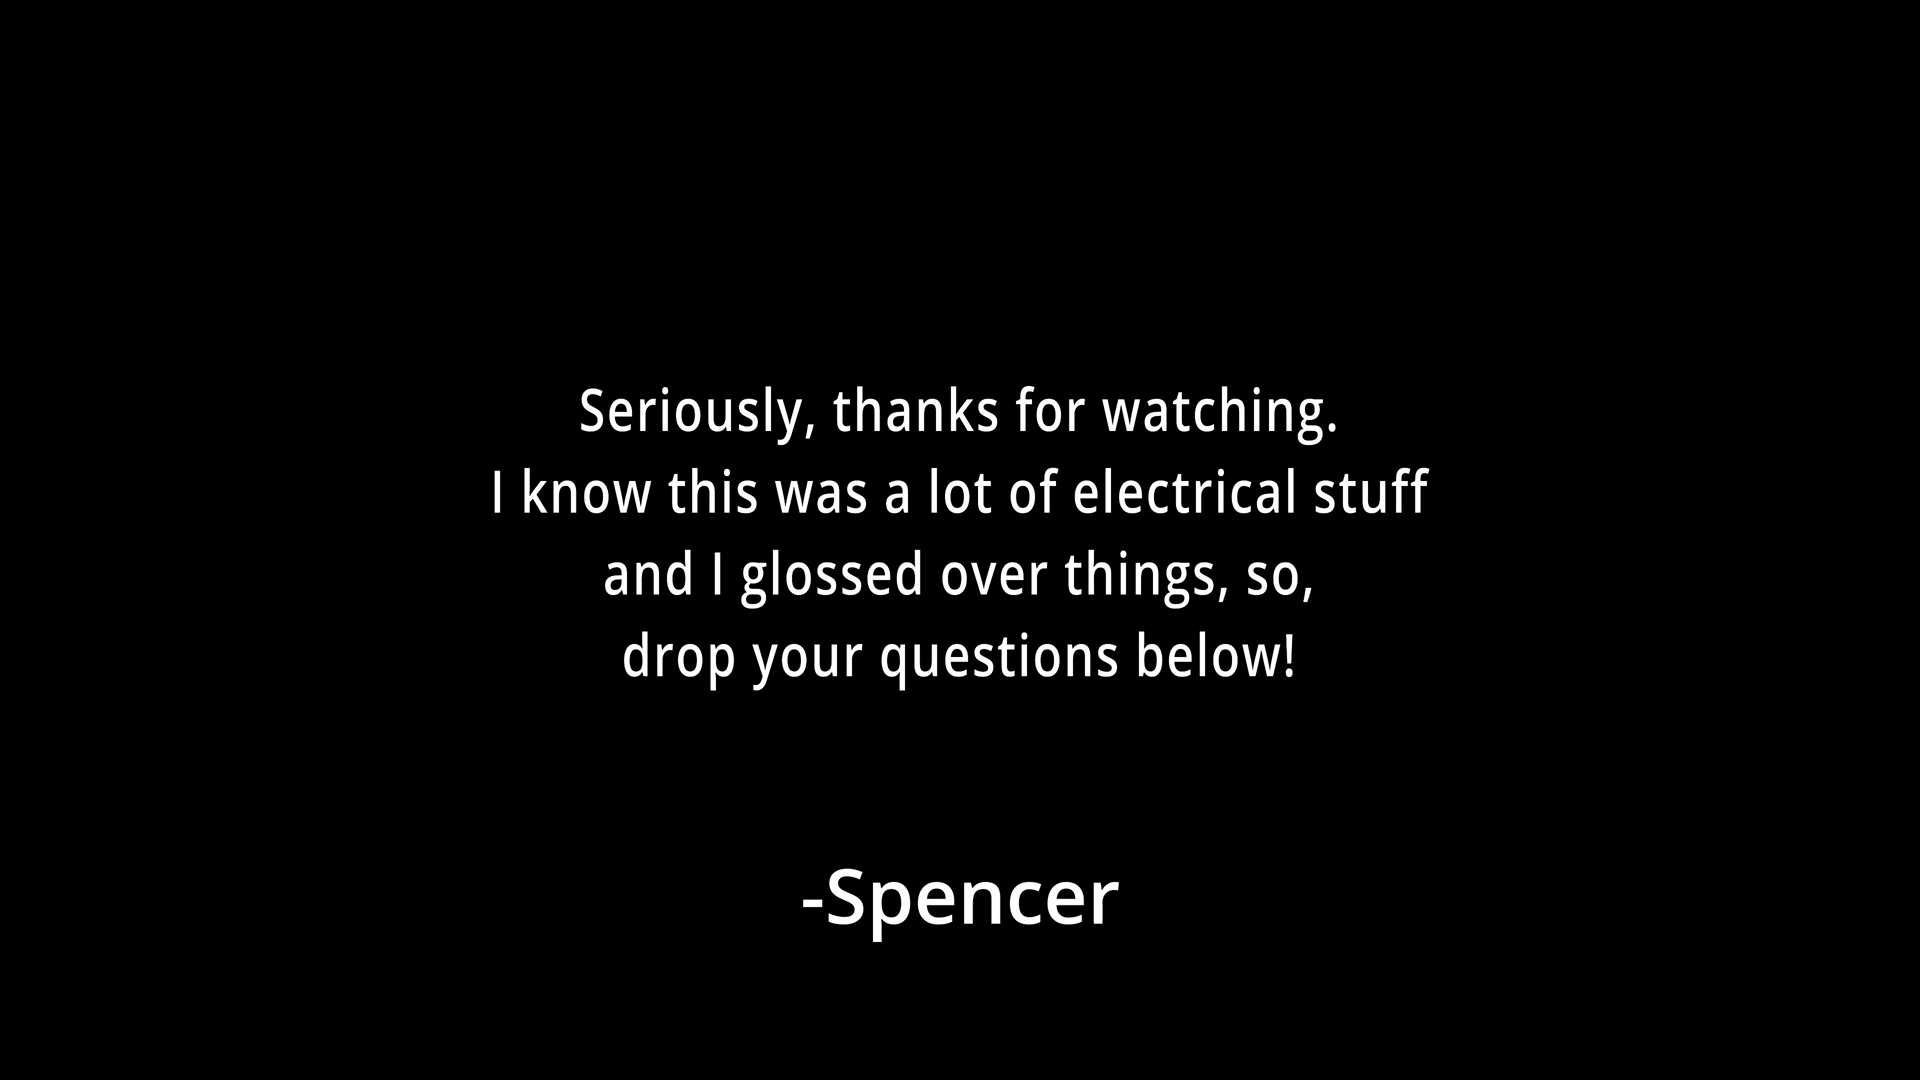 Seriously, thanks for watching.
I know this was a lot of electrical stuff
and I glossed over things, so,
drop your questions below!
-Spencer